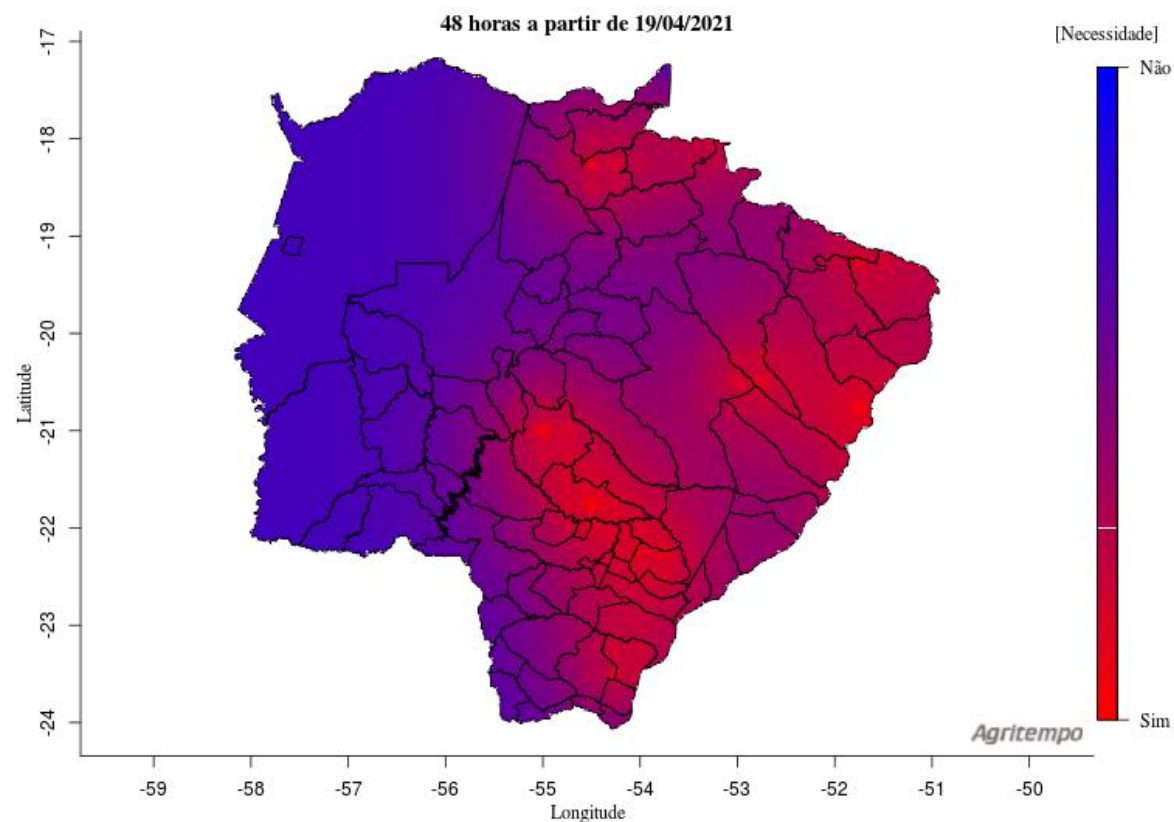 48 horas a partir de 19/04/2021
[Necessidade]
Não
Sim
-17
-18
-19
-20
-21
-22
-23
-24
Latitude
Agritempo
-59
-58
-57
-56
-55
-54
-53
-52
-51
-50
Longitude